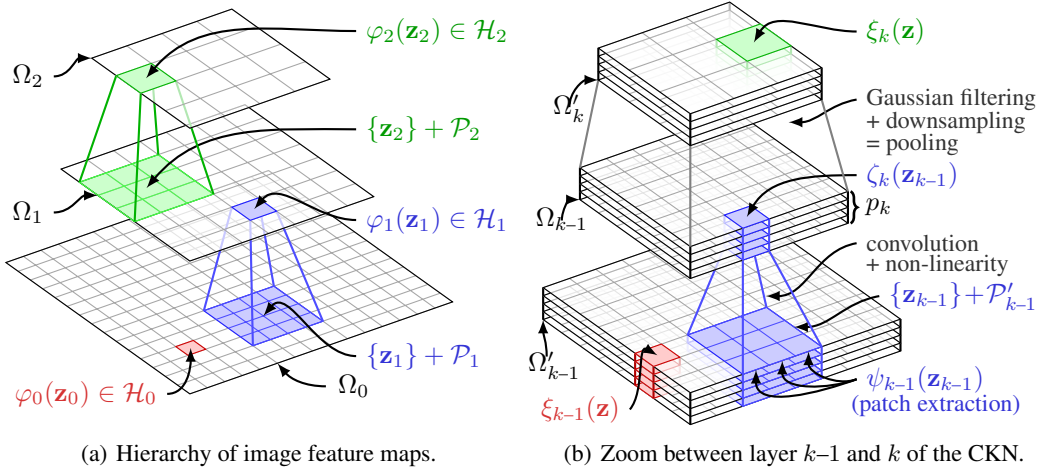 φ₂(z₂) ∈ ℋ₂
Ω₂
{z₂} + 𝒫₂
Ω₁
φ₁(z₁) ∈ ℋ₁
{z₁} + 𝒫₁
Ω₀
φ₀(z₀) ∈ ℋ₀
(a) Hierarchy of image feature maps.
ξₖ(z)
Ω′ₖ
Gaussian filtering
+ downsampling
= pooling
ζₖ(zₖ₋₁)
Ωₖ₋₁
pₖ
convolution
+ non-linearity
{zₖ₋₁}+𝒫′ₖ₋₁
Ω′ₖ₋₁
ξₖ₋₁(z)
ψₖ₋₁(zₖ₋₁)
(patch extraction)
(b) Zoom between layer k–1 and k of the CKN.